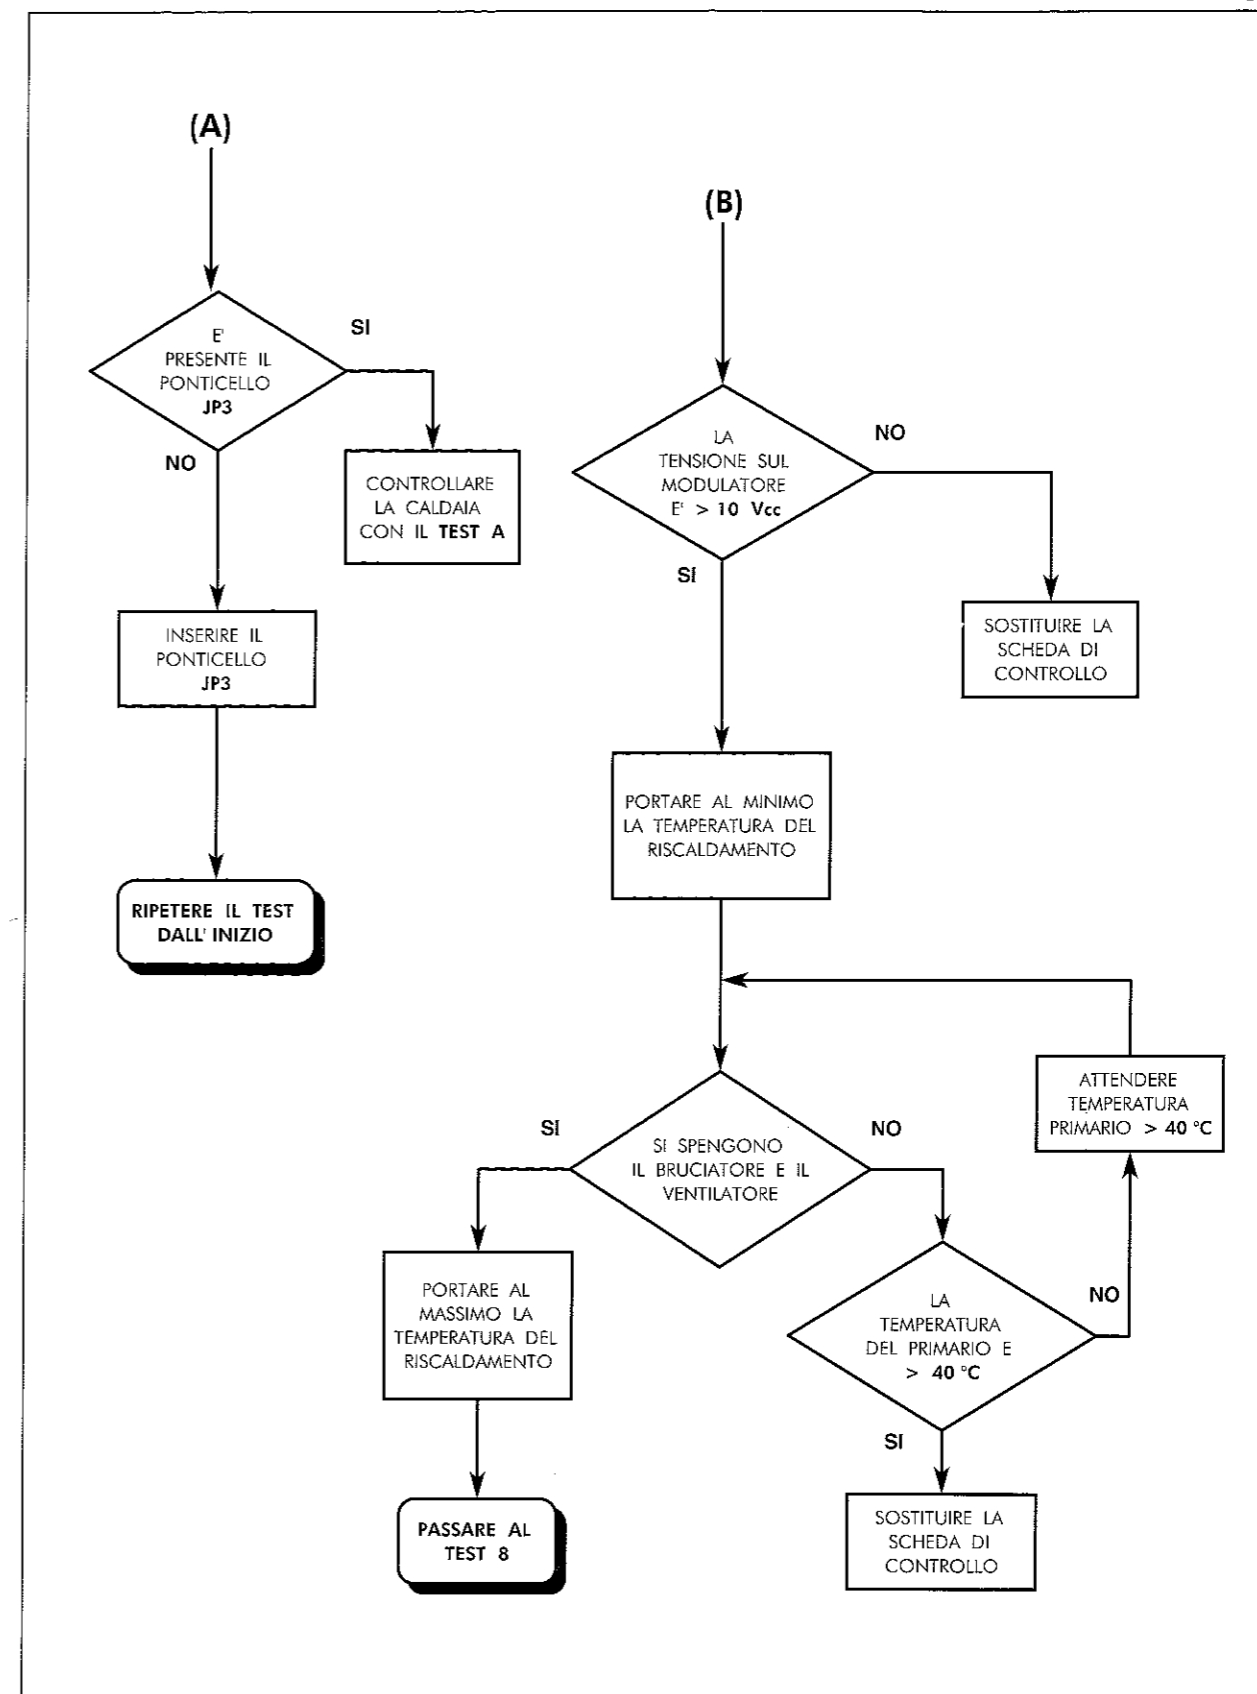 (A)
E'
PRESENTE IL
PONTICELLO
JP3
SI
NO
CONTROLLARE
LA CALDAIA
CON IL TEST A
INSERIRE IL
PONTICELLO
JP3
RIPETERE IL TEST
DALL' INIZIO
(B)
LA
TENSIONE SUL
MODULATORE
E' > 10 Vcc
NO
SI
SOSTITUIRE LA
SCHEDA DI
CONTROLLO
PORTARE AL MINIMO
LA TEMPERATURA DEL
RISCALDAMENTO
SI SPENGONO
IL BRUCIATORE E IL
VENTILATORE
SI
NO
ATTENDERE
TEMPERATURA
PRIMARIO > 40 °C
PORTARE AL
MASSIMO LA
TEMPERATURA DEL
RISCALDAMENTO
LA
TEMPERATURA
DEL PRIMARIO E
> 40 °C
NO
SI
PASSARE AL
TEST 8
SOSTITUIRE LA
SCHEDA DI
CONTROLLO